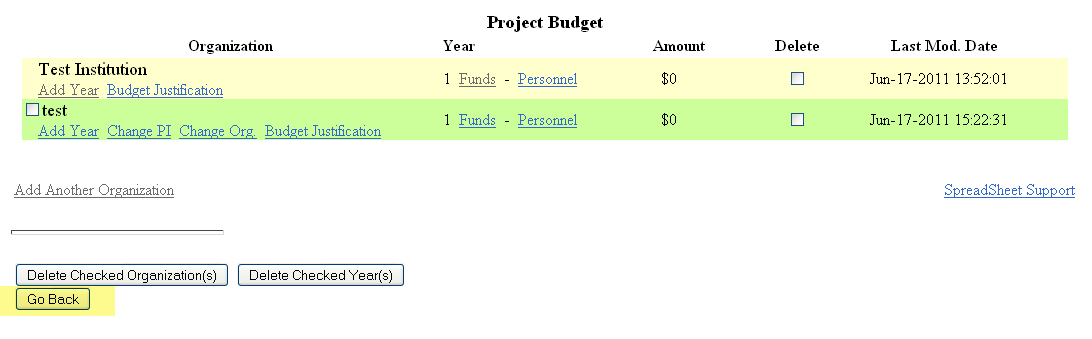 Project Budget
Organization Year Amount Delete Last Mod. Date
Test Institution
1 Funds - Personnel $0 Jun-17-2011 13:52:01
Add Year Budget Justification
test
1 Funds - Personnel $0 Jun-17-2011 15:22:31
Add Year Change PI Change Org. Budget Justification
Add Another Organization SpreadSheet Support
Delete Checked Organization(s) Delete Checked Year(s)
Go Back